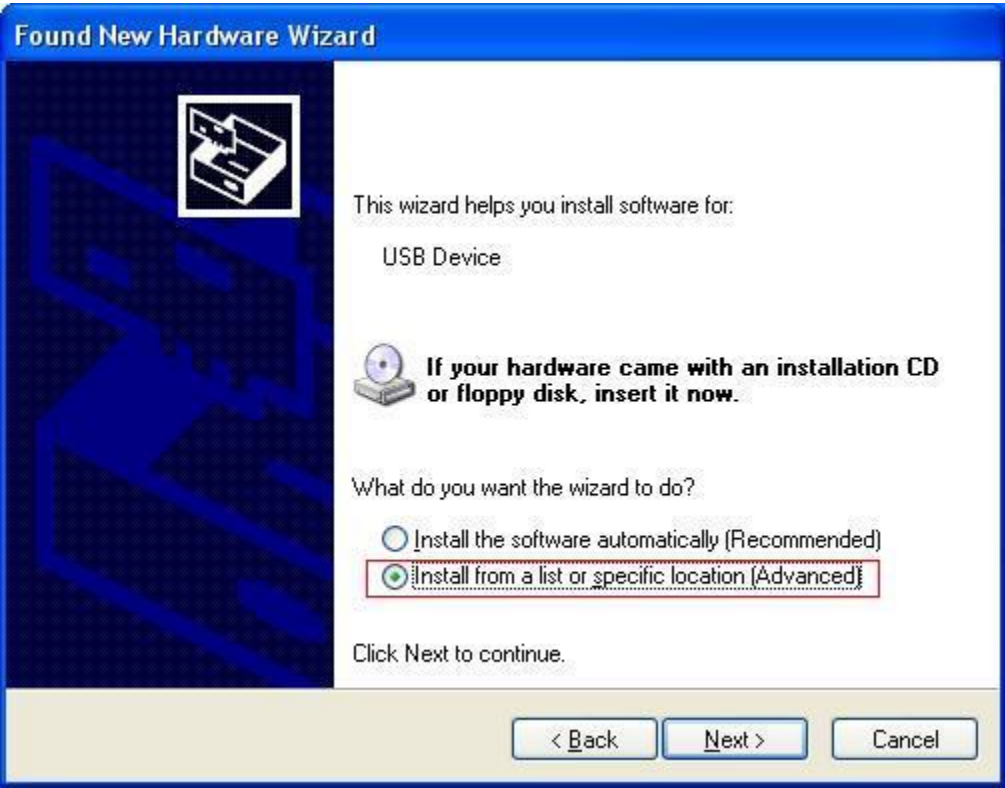 Found New Hardware Wizard
This wizard helps you install software for:
USB Device
If your hardware came with an installation CD
or floppy disk, insert it now.
What do you want the wizard to do?
Install the software automatically (Recommended)
Install from a list or specific location (Advanced)
Click Next to continue.
< Back
Next >
Cancel